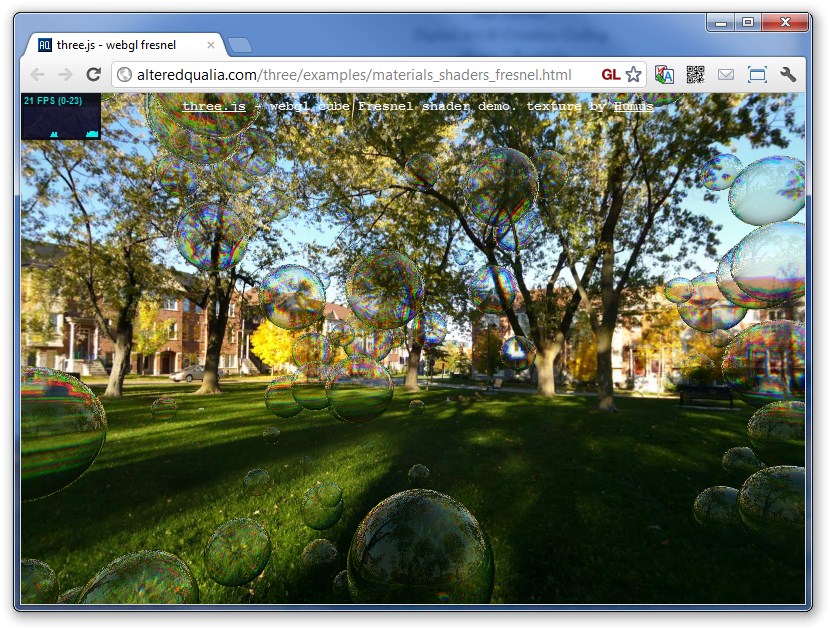 AQ three.js - webgl fresnel
alteredqualia.com/three/examples/materials_shaders_fresnel.html GL
21 FPS (0-23)
three.js - webgl cube Fresnel shader demo. texture by Humus